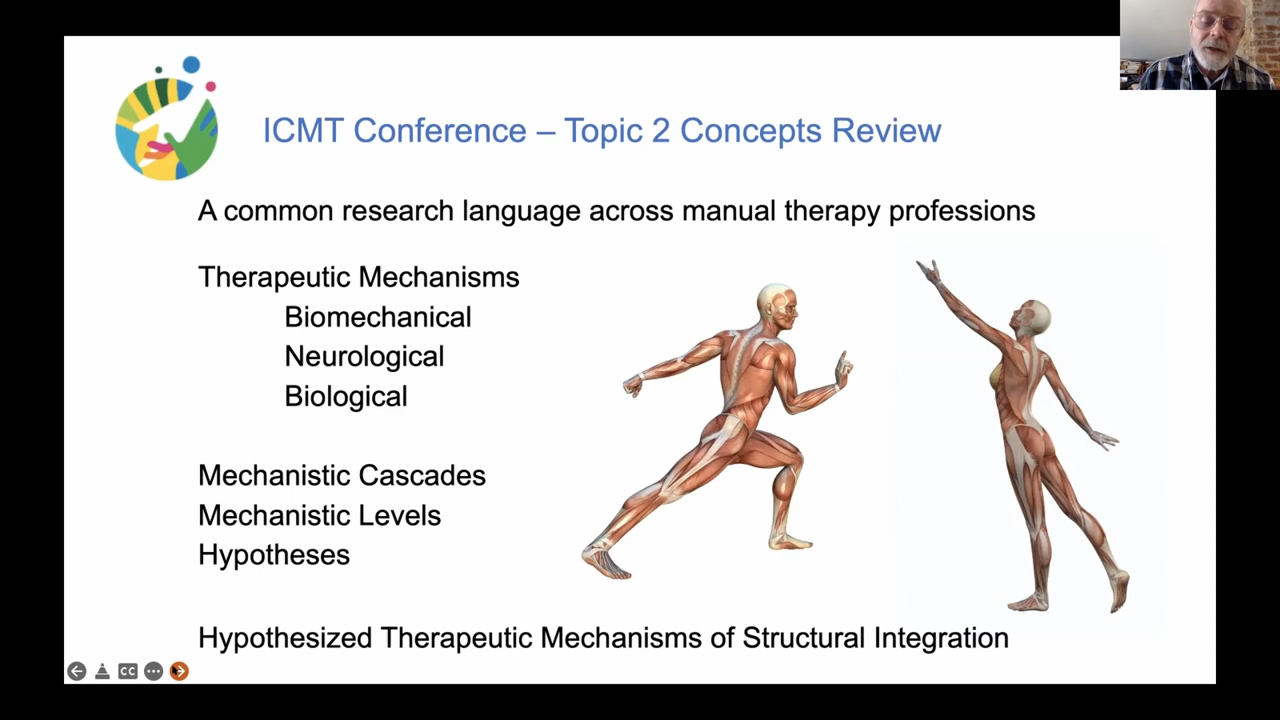 ICMT Conference – Topic 2 Concepts Review
A common research language across manual therapy professions
Therapeutic Mechanisms
Biomechanical
Neurological
Biological
Mechanistic Cascades
Mechanistic Levels
Hypotheses
Hypothesized Therapeutic Mechanisms of Structural Integration
CC